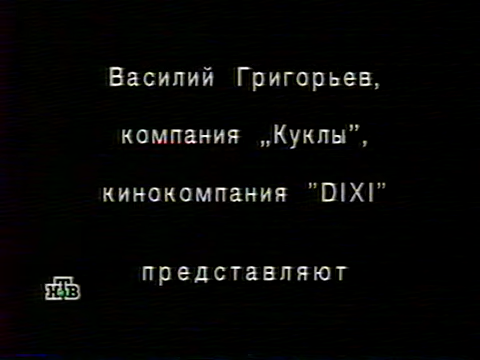 Василий Григорьев,
компания „Куклы”,
кинокомпания ”DIXI”
представляют
НТВ